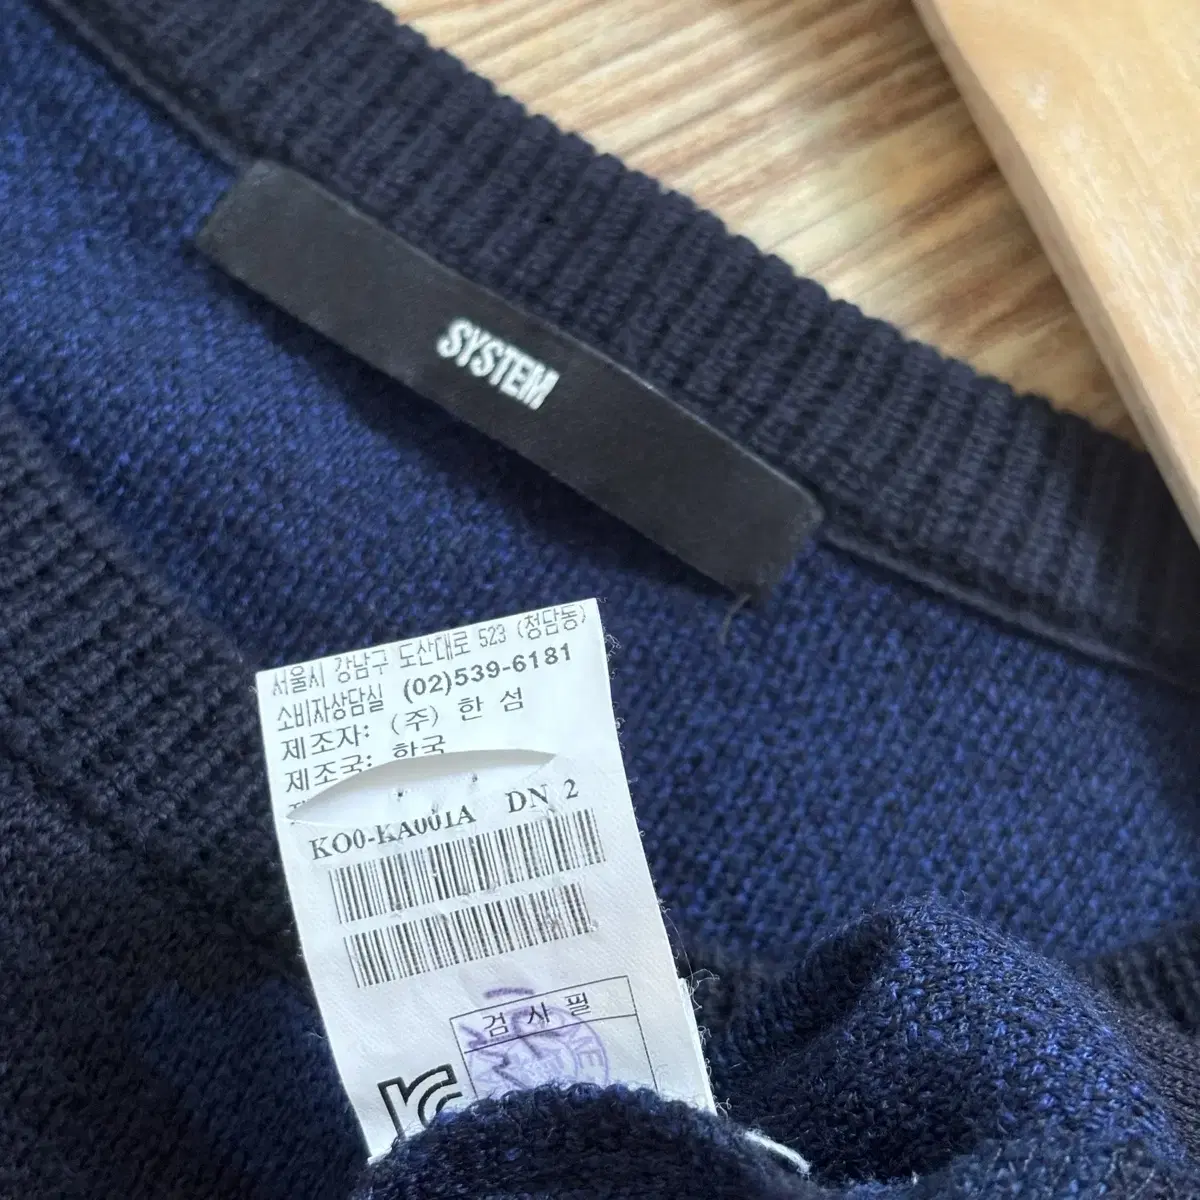 SYSTEM
서울시 강남구 도산대로 523 (청담동)
소비자상담실 (02)539-6181
제조자: (주) 한 섬
제조국: 한국
KO0-KA001A DN 2
검 사 필